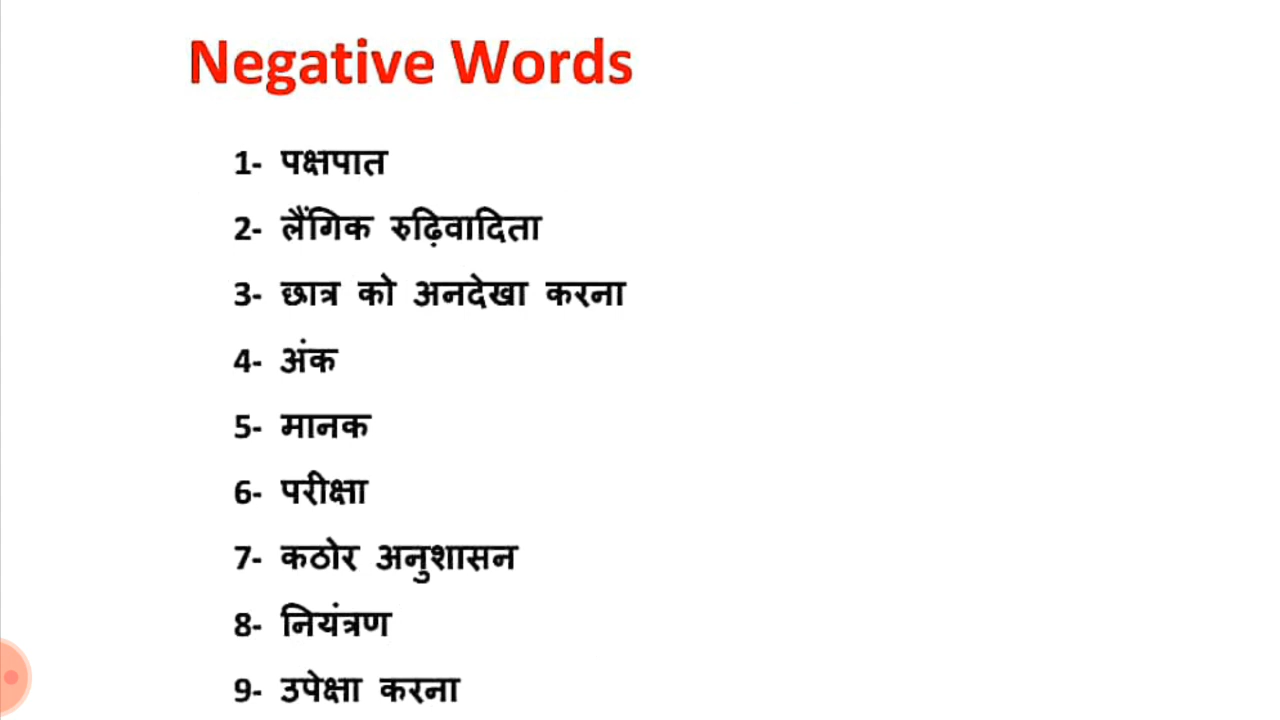 Negative Words
1- पक्षपात
2- लैंगिक रुढ़िवादिता
3- छात्र को अनदेखा करना
4- अंक
5- मानक
6- परीक्षा
7- कठोर अनुशासन
8- नियंत्रण
9- उपेक्षा करना